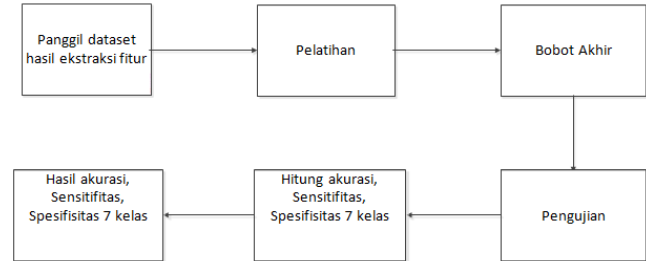 Panggil dataset
hasil ekstraksi fitur
Pelatihan
Bobot Akhir
Pengujian
Hitung akurasi,
Sensitifitas,
Spesifisitas 7 kelas
Hasil akurasi,
Sensitifitas,
Spesifisitas 7 kelas